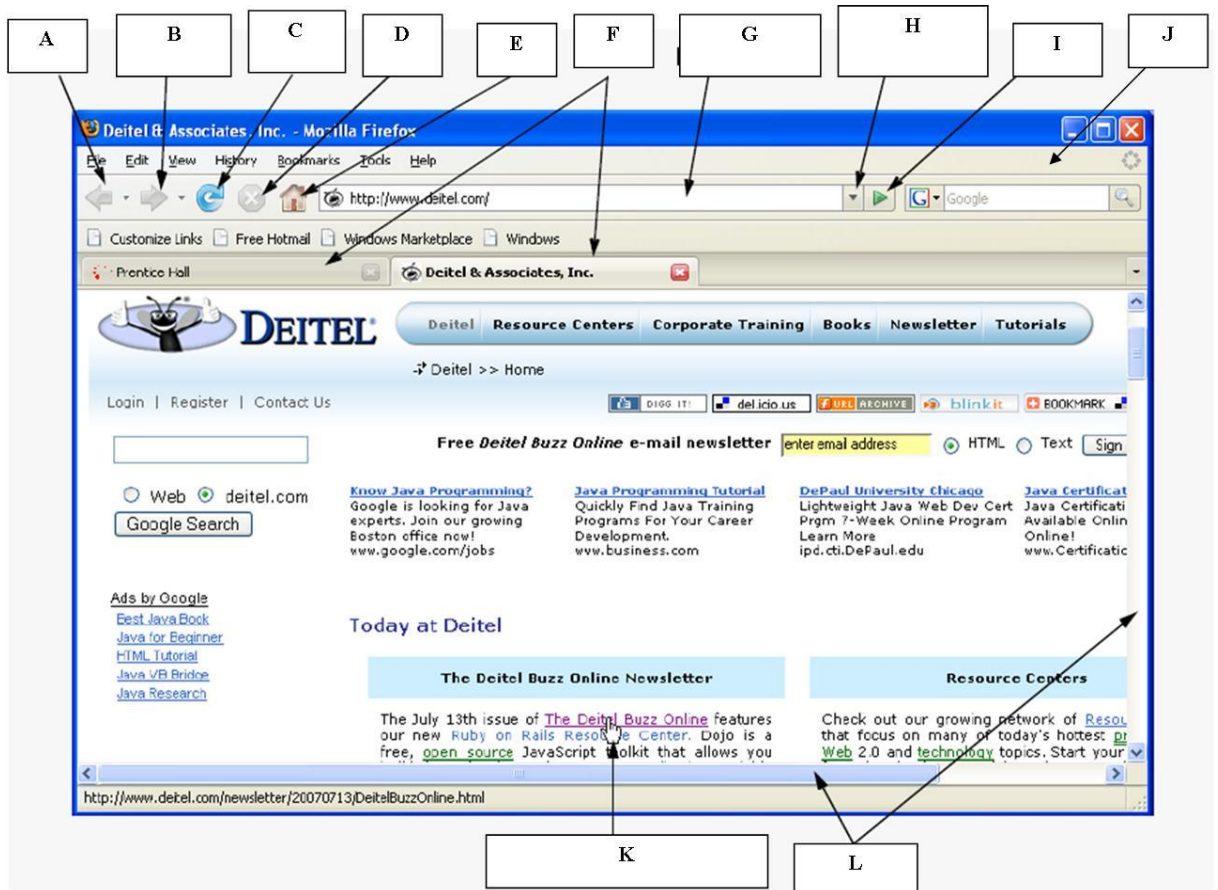 A B C D E F G H I J
Deitel & Associates, Inc. - Mozilla Firefox
File Edit View History Bookmarks Tools Help
http://www.deitel.com/ G Google
Customize Links Free Hotmail Windows Marketplace Windows
Prentice Hall Deitel & Associates, Inc.
DEITEL Deitel Resource Centers Corporate Training Books Newsletter Tutorials
Deitel >> Home
Login | Register | Contact Us DIGG IT! del.icio.us URL ARCHIVE blinkit BOOKMARK
Free Deitel Buzz Online e-mail newsletter enter email address HTML Text Sign
Web deitel.com
Google Search
Know Java Programming?
Google is looking for Java
experts. Join our growing
Boston office now!
www.google.com/jobs
Java Programming Tutorial
Quickly Find Java Training
Programs For Your Career
Development.
www.business.com
DePaul University Chicago
Lightweight Java Web Dev Cert
Prgm 7-Week Online Program
Learn More
ipd.cti.DePaul.edu
Java Certificat
Java Certificati
Available Onlin
Online!
www.Certificatic
Ads by Google
Best Java Book
Java for Beginner
HTML Tutorial
Java VB Bridge
Java Research
Today at Deitel
The Deitel Buzz Online Newsletter
The July 13th issue of The Deitel Buzz Online features
our new Ruby on Rails Resource Center. Dojo is a
free, open source JavaScript toolkit that allows you
Resource Centers
Check out our growing network of Resou
that focus on many of today's hottest pr
Web 2.0 and technology topics. Start your
http://www.deitel.com/newsletter/20070713/DeitelBuzzOnline.html
K L